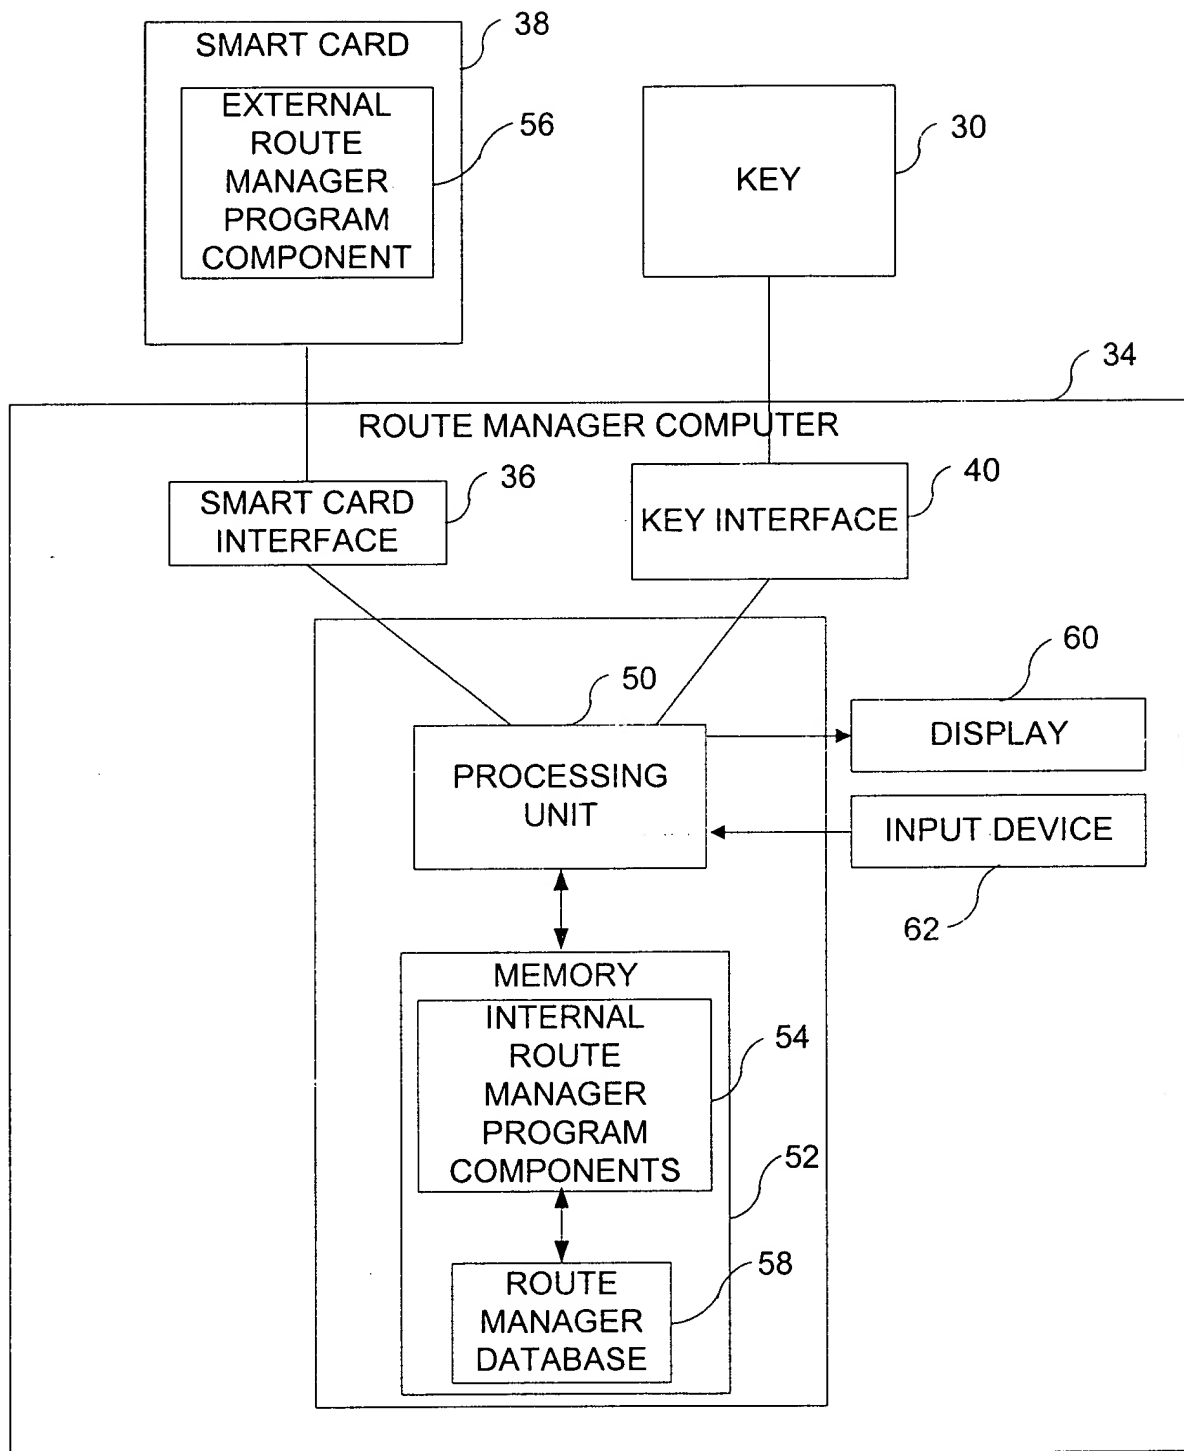 SMART CARD
38
EXTERNAL
ROUTE
MANAGER
PROGRAM
COMPONENT
56
KEY
30
34
ROUTE MANAGER COMPUTER
SMART CARD
INTERFACE
36
KEY INTERFACE
40
50
PROCESSING
UNIT
60
DISPLAY
INPUT DEVICE
62
MEMORY
INTERNAL
ROUTE
MANAGER
PROGRAM
COMPONENTS
54
52
ROUTE
MANAGER
DATABASE
58